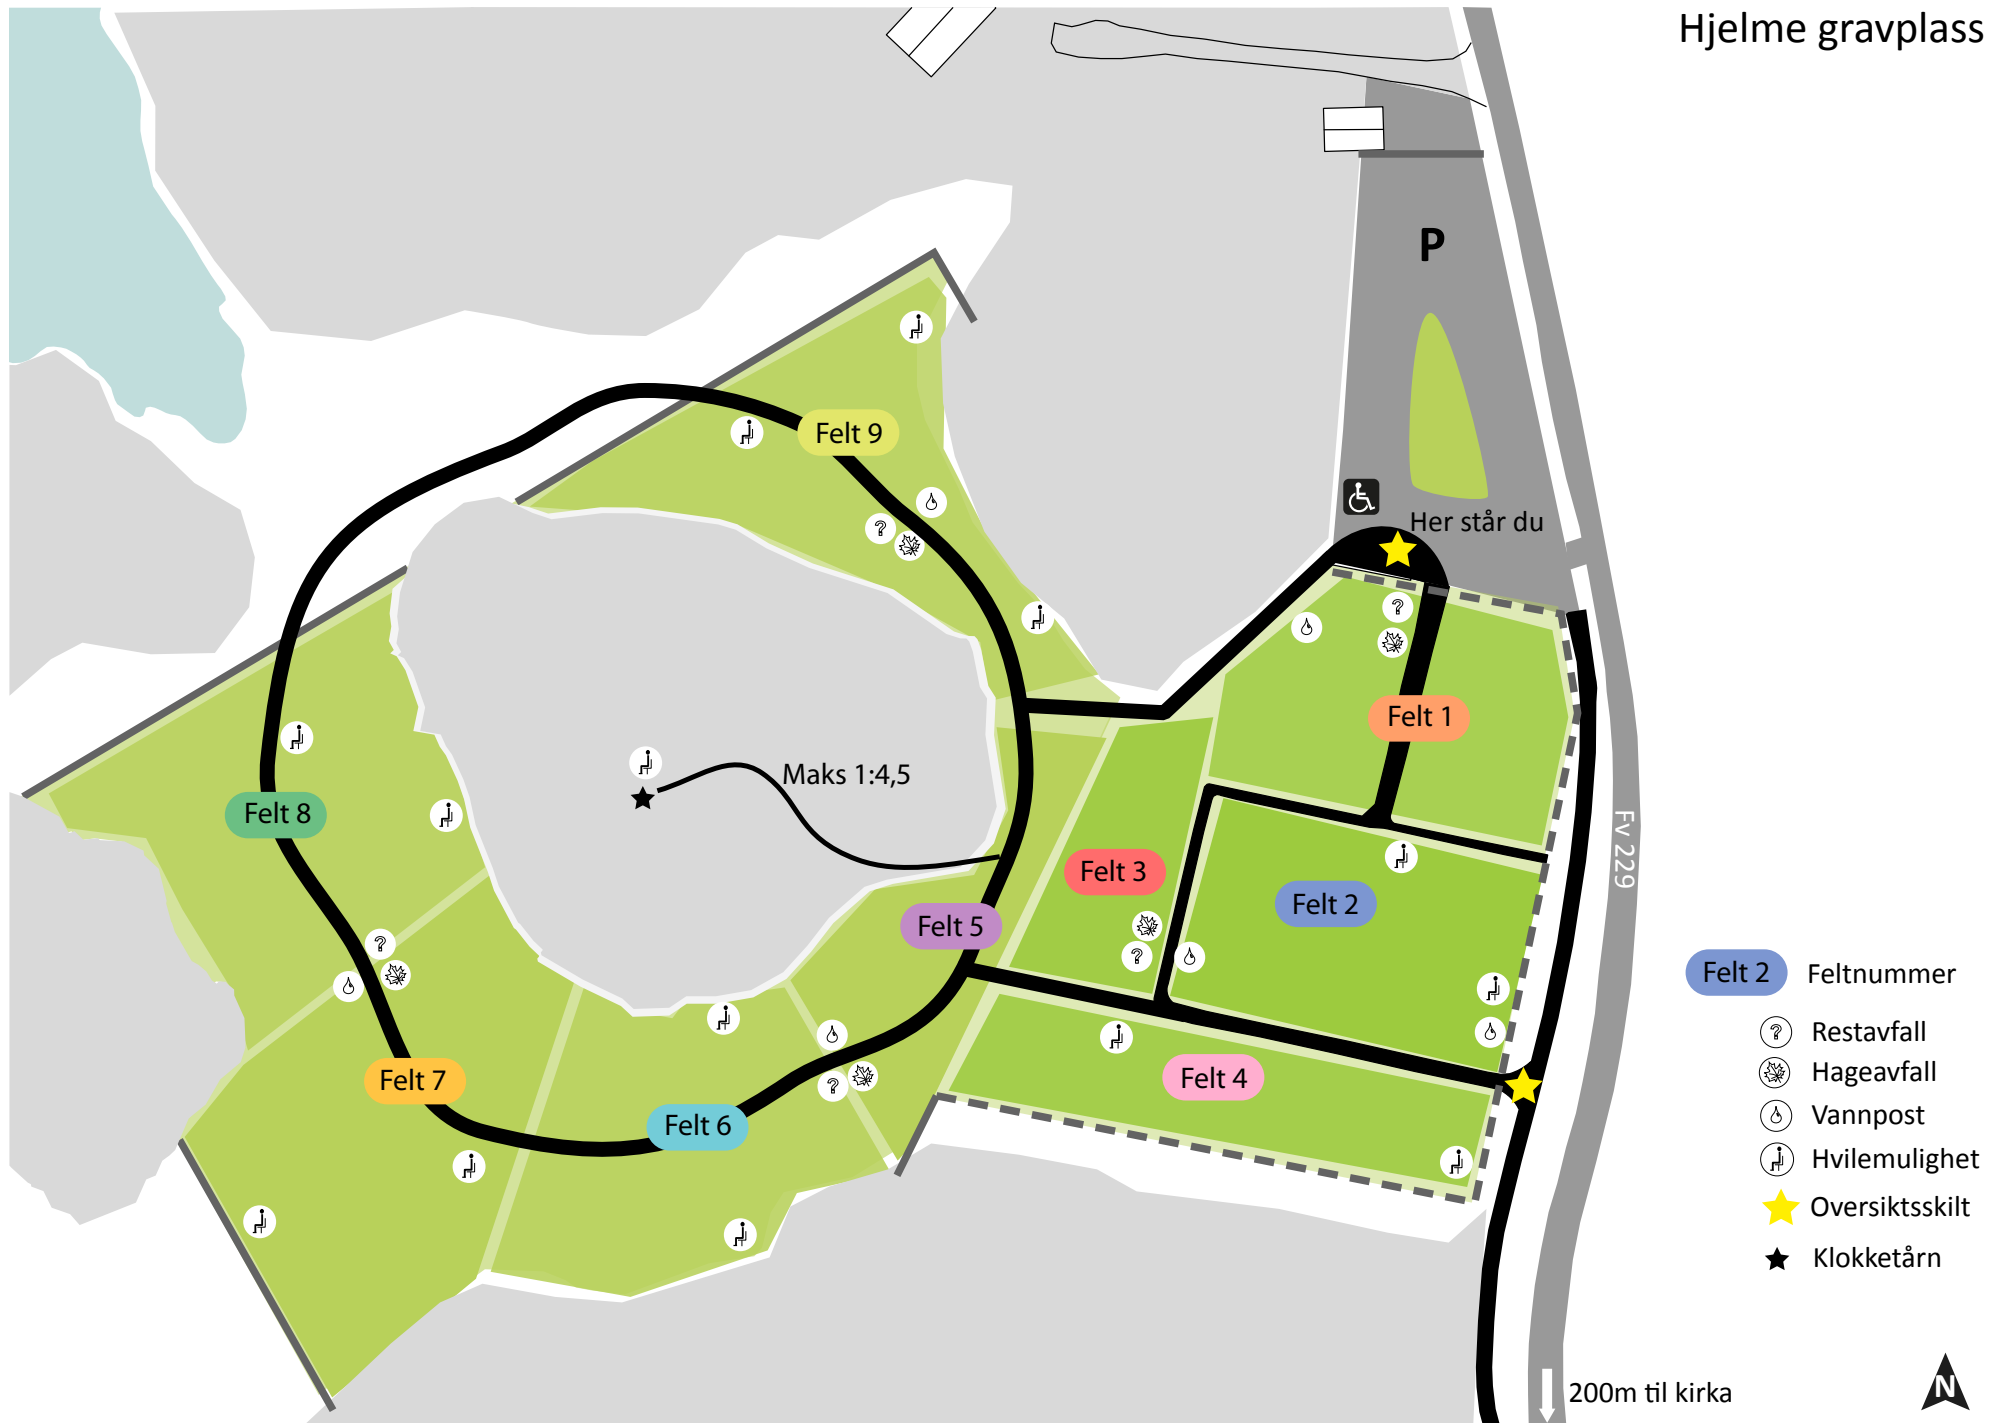 Hjelme gravplass
P
Felt 9
Her står du
Felt 1
Maks 1:4,5
Felt 8
Fv 229
Felt 3
Felt 2
Felt 5
Felt 7
Felt 4
Felt 6
Felt 2 Feltnummer
? Restavfall
Hageavfall
Vannpost
Hvilemulighet
Oversiktsskilt
Klokketårn
200m til kirka
N